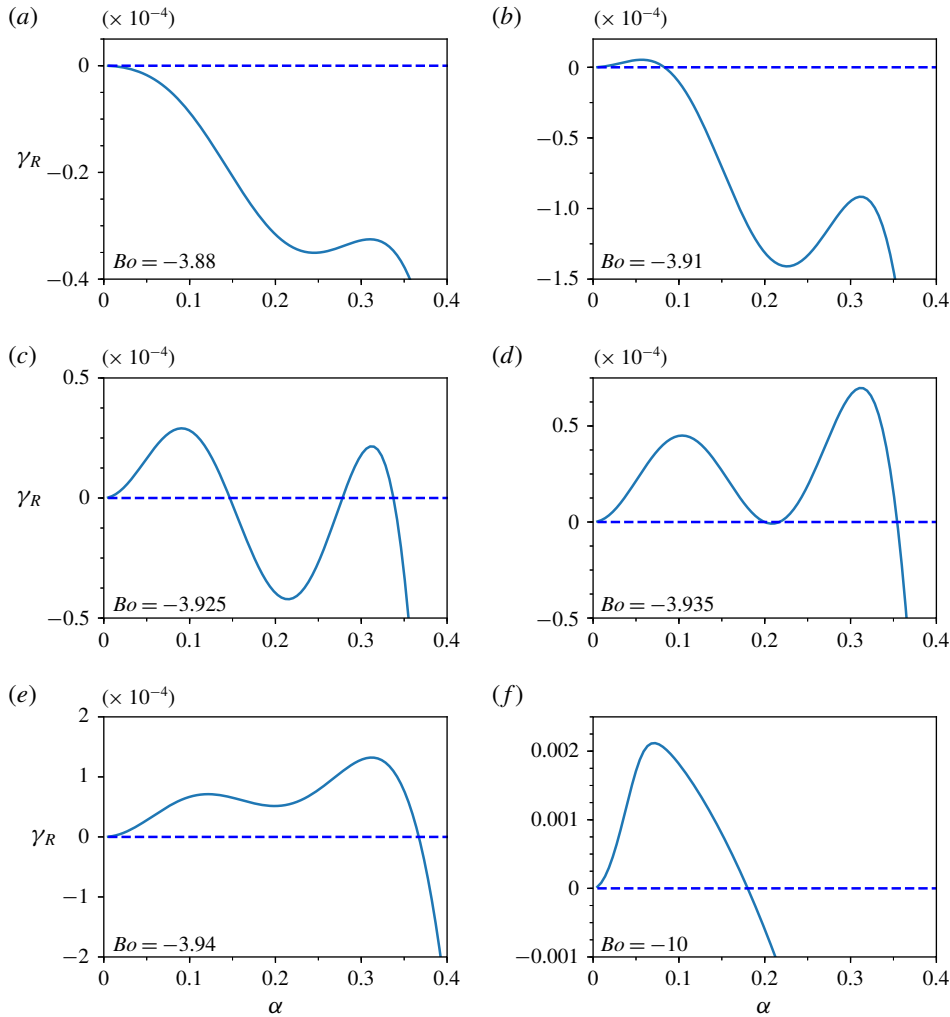 (a) (× 10⁻⁴) (b) (× 10⁻⁴)
0 0
γR −0.2 −0.5
−1.0
−0.4 Bo = −3.88 −1.5 Bo = −3.91
0 0.1 0.2 0.3 0.4 0 0.1 0.2 0.3 0.4
(c) (× 10⁻⁴) (d) (× 10⁻⁴)
0.5 0.5
γR 0 0
−0.5 Bo = −3.925 −0.5 Bo = −3.935
0 0.1 0.2 0.3 0.4 0 0.1 0.2 0.3 0.4
(e) (× 10⁻⁴) (f)
2 0.002
1 0.001
γR 0 0
−1
−2 Bo = −3.94 −0.001 Bo = −10
0 0.1 0.2 0.3 0.4 0 0.1 0.2 0.3 0.4
α α